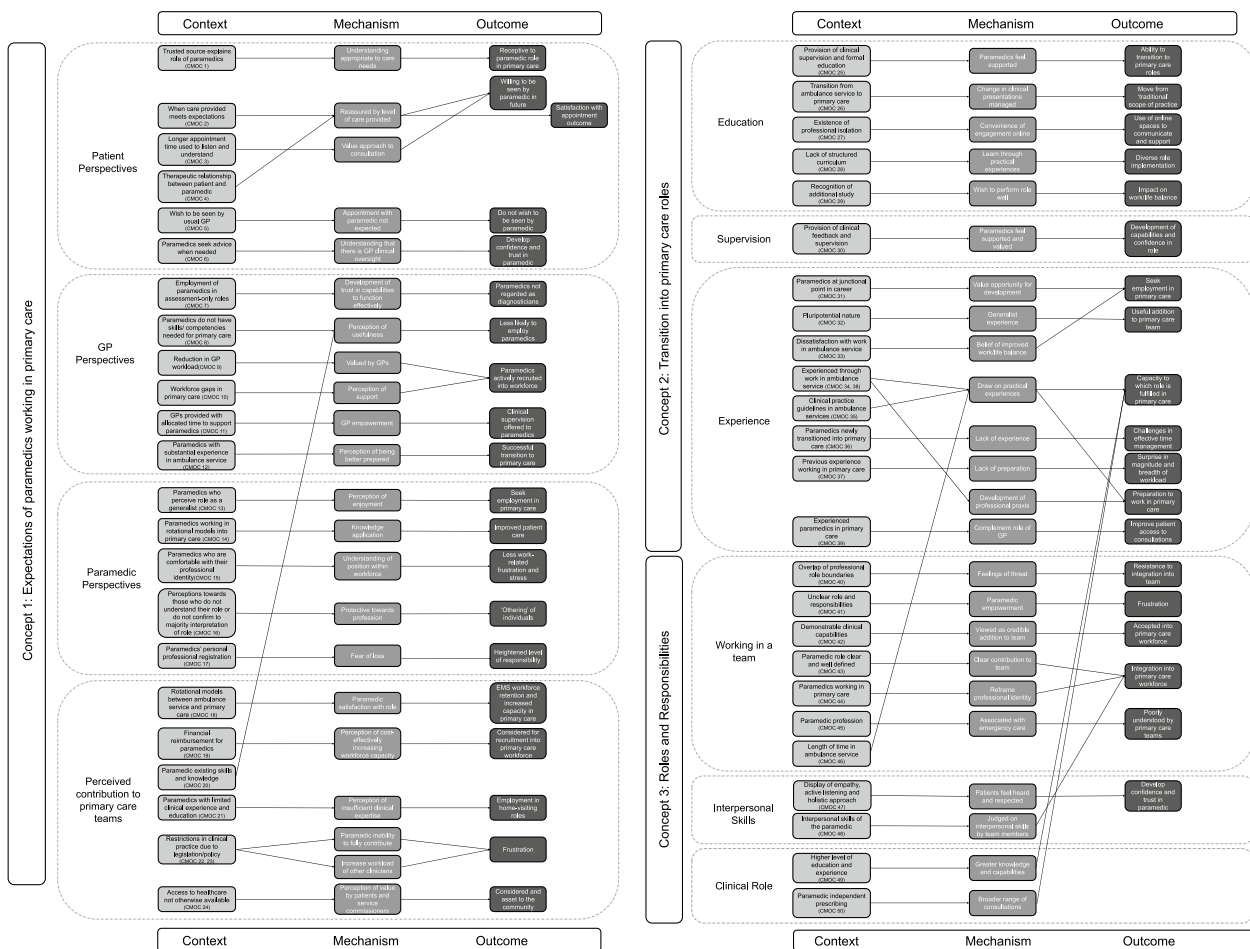 Context
Mechanism
Outcome
Concept 1: Expectations of paramedics working in primary care
Patient
Perspectives
Trusted source explains
role of paramedics
(CMOC 1)
Understanding
appropriate to care
needs
Receptive to
paramedic role in
primary care
Willing to be
seen by
paramedic in
future
When care provided
meets expectations
(CMOC 2)
Reassured by level
of care provided
Satisfaction with
appointment
outcome
Longer appointment
time used to listen and
understand
(CMOC 3)
Value approach to
consultation
Therapeutic relationship
between patient and
paramedic
(CMOC 4)
Wish to be seen by
usual GP
(CMOC 5)
Appointment with
paramedic not
expected
Do not wish to
be seen by
paramedic
Paramedics seek advice
when needed
(CMOC 6)
Understanding that
there is GP clinical
oversight
Develop
confidence and
trust in
paramedic
GP
Perspectives
Employment of
paramedics in
assessment-only roles
(CMOC 7)
Development of
trust in capabilities
to function
effectively
Paramedics not
regarded as
diagnosticians
Paramedics do not have
skills/ competencies
needed for primary care
(CMOC 8)
Perception of
usefulness
Less likely to
employ
paramedics
Reduction in GP
workload(CMOC 9)
Valued by GPs
Paramedics
actively recruited
into workforce
Workforce gaps in
primary care (CMOC 10)
Perception of
support
GPs provided with
allocated time to support
paramedics (CMOC 11)
GP empowerment
Clinical
supervision
offered to
paramedics
Paramedics with
substantial experience
in ambulance service
(CMOC 12)
Perception of being
better prepared
Successful
transition to
primary care
Paramedic
Perspectives
Paramedics who
perceive role as a
generalist (CMOC 13)
Perception of
enjoyment
Seek
employment in
primary care
Paramedics working in
rotational models into
primary care (CMOC 14)
Knowledge
application
Improved patient
care
Paramedics who are
comfortable with their
professional
identity(CMOC 15)
Understanding of
position within
workforce
Less work-
related
frustration and
stress
Perceptions towards
those who do not
understand their role or
do not confirm to
majority interpretation
of role (CMOC 16)
Protective towards
profession
'Othering' of
individuals
Paramedics' personal
professional registration
(CMOC 17)
Fear of loss
Heightened level
of responsibility
Perceived
contribution to
primary care
teams
Rotational models
between ambulance
service and primary
care (CMOC 18)
Paramedic
satisfaction with role
EMS workforce
retention and
increased
capacity in
primary care
Financial
reimbursement for
paramedics
(CMOC 19)
Perception of cost-
effectively
increasing
workforce capacity
Considered for
recruitment into
primary care
workforce
Paramedic existing skills
and knowledge
(CMOC 20)
Paramedics with limited
clinical experience and
education (CMOC 21)
Perception of
insufficient clinical
expertise
Employment in
home-visiting
roles
Restrictions in clinical
practice due to
legislation/policy
(CMOC 22, 23)
Paramedic inability
to fully contribute
Increase workload
of other clinicians
Frustration
Access to healthcare
not otherwise available
(CMOC 24)
Perception of value
by patients and
service
commissioners
Considered and
asset to the
community
Context
Mechanism
Outcome
Context
Mechanism
Outcome
Concept 2: Transition into primary care roles
Education
Provision of clinical
supervision and formal
education
(CMOC 25)
Paramedics feel
supported
Ability to
transition to
primary care
roles
Transition from
ambulance service to
primary care
(CMOC 26)
Change in clinical
presentations
managed
Move from
'traditional'
scope of practice
Existence of
professional isolation
(CMOC 27)
Convenience of
engagement online
Use of online
spaces to
communicate
and support
Lack of structured
curriculum
(CMOC 28)
Learn through
practical
experiences
Diverse role
implementation
Recognition of
additional study
(CMOC 29)
Wish to perform role
well
Impact on
work/life balance
Supervision
Provision of clinical
feedback and
supervision
(CMOC 30)
Paramedics feel
supported and
valued
Development of
capabilities and
confidence in
role
Experience
Paramedics at junctional
point in career
(CMOC 31)
Value opportunity for
development
Seek
employment in
primary care
Pluripotential nature
(CMOC 32)
Generalist
experience
Useful addition
to primary care
team
Dissatisfaction with work
in ambulance service
(CMOC 33)
Belief of improved
work/life balance
Experienced through
work in ambulance
service (CMOC 34, 38)
Draw on practical
experiences
Capacity to
which role is
fulfilled in
primary care
Clinical practice
guidelines in ambulance
services (CMOC 35)
Paramedics newly
transitioned into primary
care (CMOC 36)
Lack of experience
Challenges in
effective time
management
Previous experience
working in primary care
(CMOC 37)
Lack of preparation
Surprise in
magnitude and
breadth of
workload
Development of
professional praxis
Preparation to
work in primary
care
Experienced
paramedics in primary
care
(CMOC 39)
Complement role of
GP
Improve patient
access to
consultations
Concept 3: Roles and Responsibilities
Working in a
team
Overlap of professional
role boundaries
(CMOC 40)
Feelings of threat
Resistance to
integration into
team
Unclear role and
responsibilities
(CMOC 41)
Paramedic
empowerment
Frustration
Demonstrable clinical
capabilities
(CMOC 42)
Viewed as credible
addition to team
Accepted into
primary care
workforce
Paramedic role clear
and well defined
(CMOC 43)
Clear contribution to
team
Integration into
primary care
workforce
Paramedics working in
primary care
(CMOC 44)
Reframe
professional identity
Paramedic profession
(CMOC 45)
Associated with
emergency care
Poorly
understood by
primary care
teams
Length of time in
ambulance service
(CMOC 46)
Interpersonal
Skills
Display of empathy,
active listening and
holistic approach
(CMOC 47)
Patients feel heard
and respected
Develop
confidence and
trust in
paramedic
Interpersonal skills of
the paramedic
(CMOC 48)
Judged on
interpersonal skills
by team members
Clinical Role
Higher level of
education and
experience
(CMOC 49)
Greater knowledge
and capabilities
Paramedic independent
prescribing
(CMOC 50)
Broader range of
consultations
Context
Mechanism
Outcome